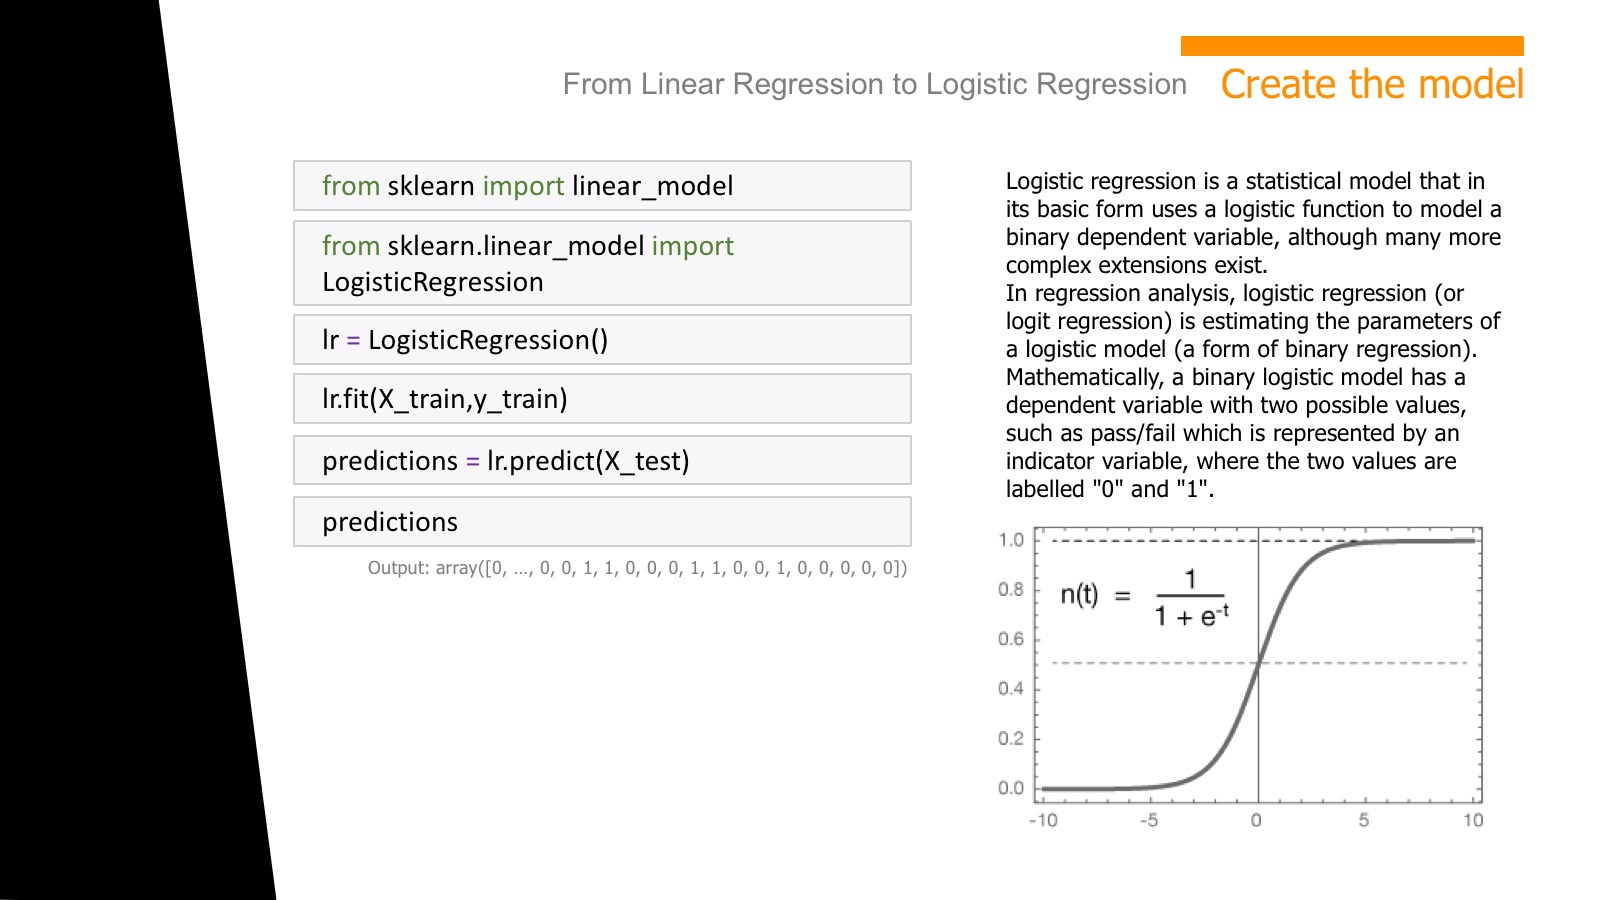 From Linear Regression to Logistic Regression
Create the model
from sklearn import linear_model
from sklearn.linear_model import
LogisticRegression
lr = LogisticRegression()
lr.fit(X_train,y_train)
predictions = lr.predict(X_test)
predictions
Output: array([0, ..., 0, 0, 1, 1, 0, 0, 0, 1, 1, 0, 0, 1, 0, 0, 0, 0, 0])
Logistic regression is a statistical model that in
its basic form uses a logistic function to model a
binary dependent variable, although many more
complex extensions exist.
In regression analysis, logistic regression (or
logit regression) is estimating the parameters of
a logistic model (a form of binary regression).
Mathematically, a binary logistic model has a
dependent variable with two possible values,
such as pass/fail which is represented by an
indicator variable, where the two values are
labelled "0" and "1".
1.0
0.8
n(t) = 1 / 1 + e^-t
0.6
0.4
0.2
0.0
-10 -5 0 5 10